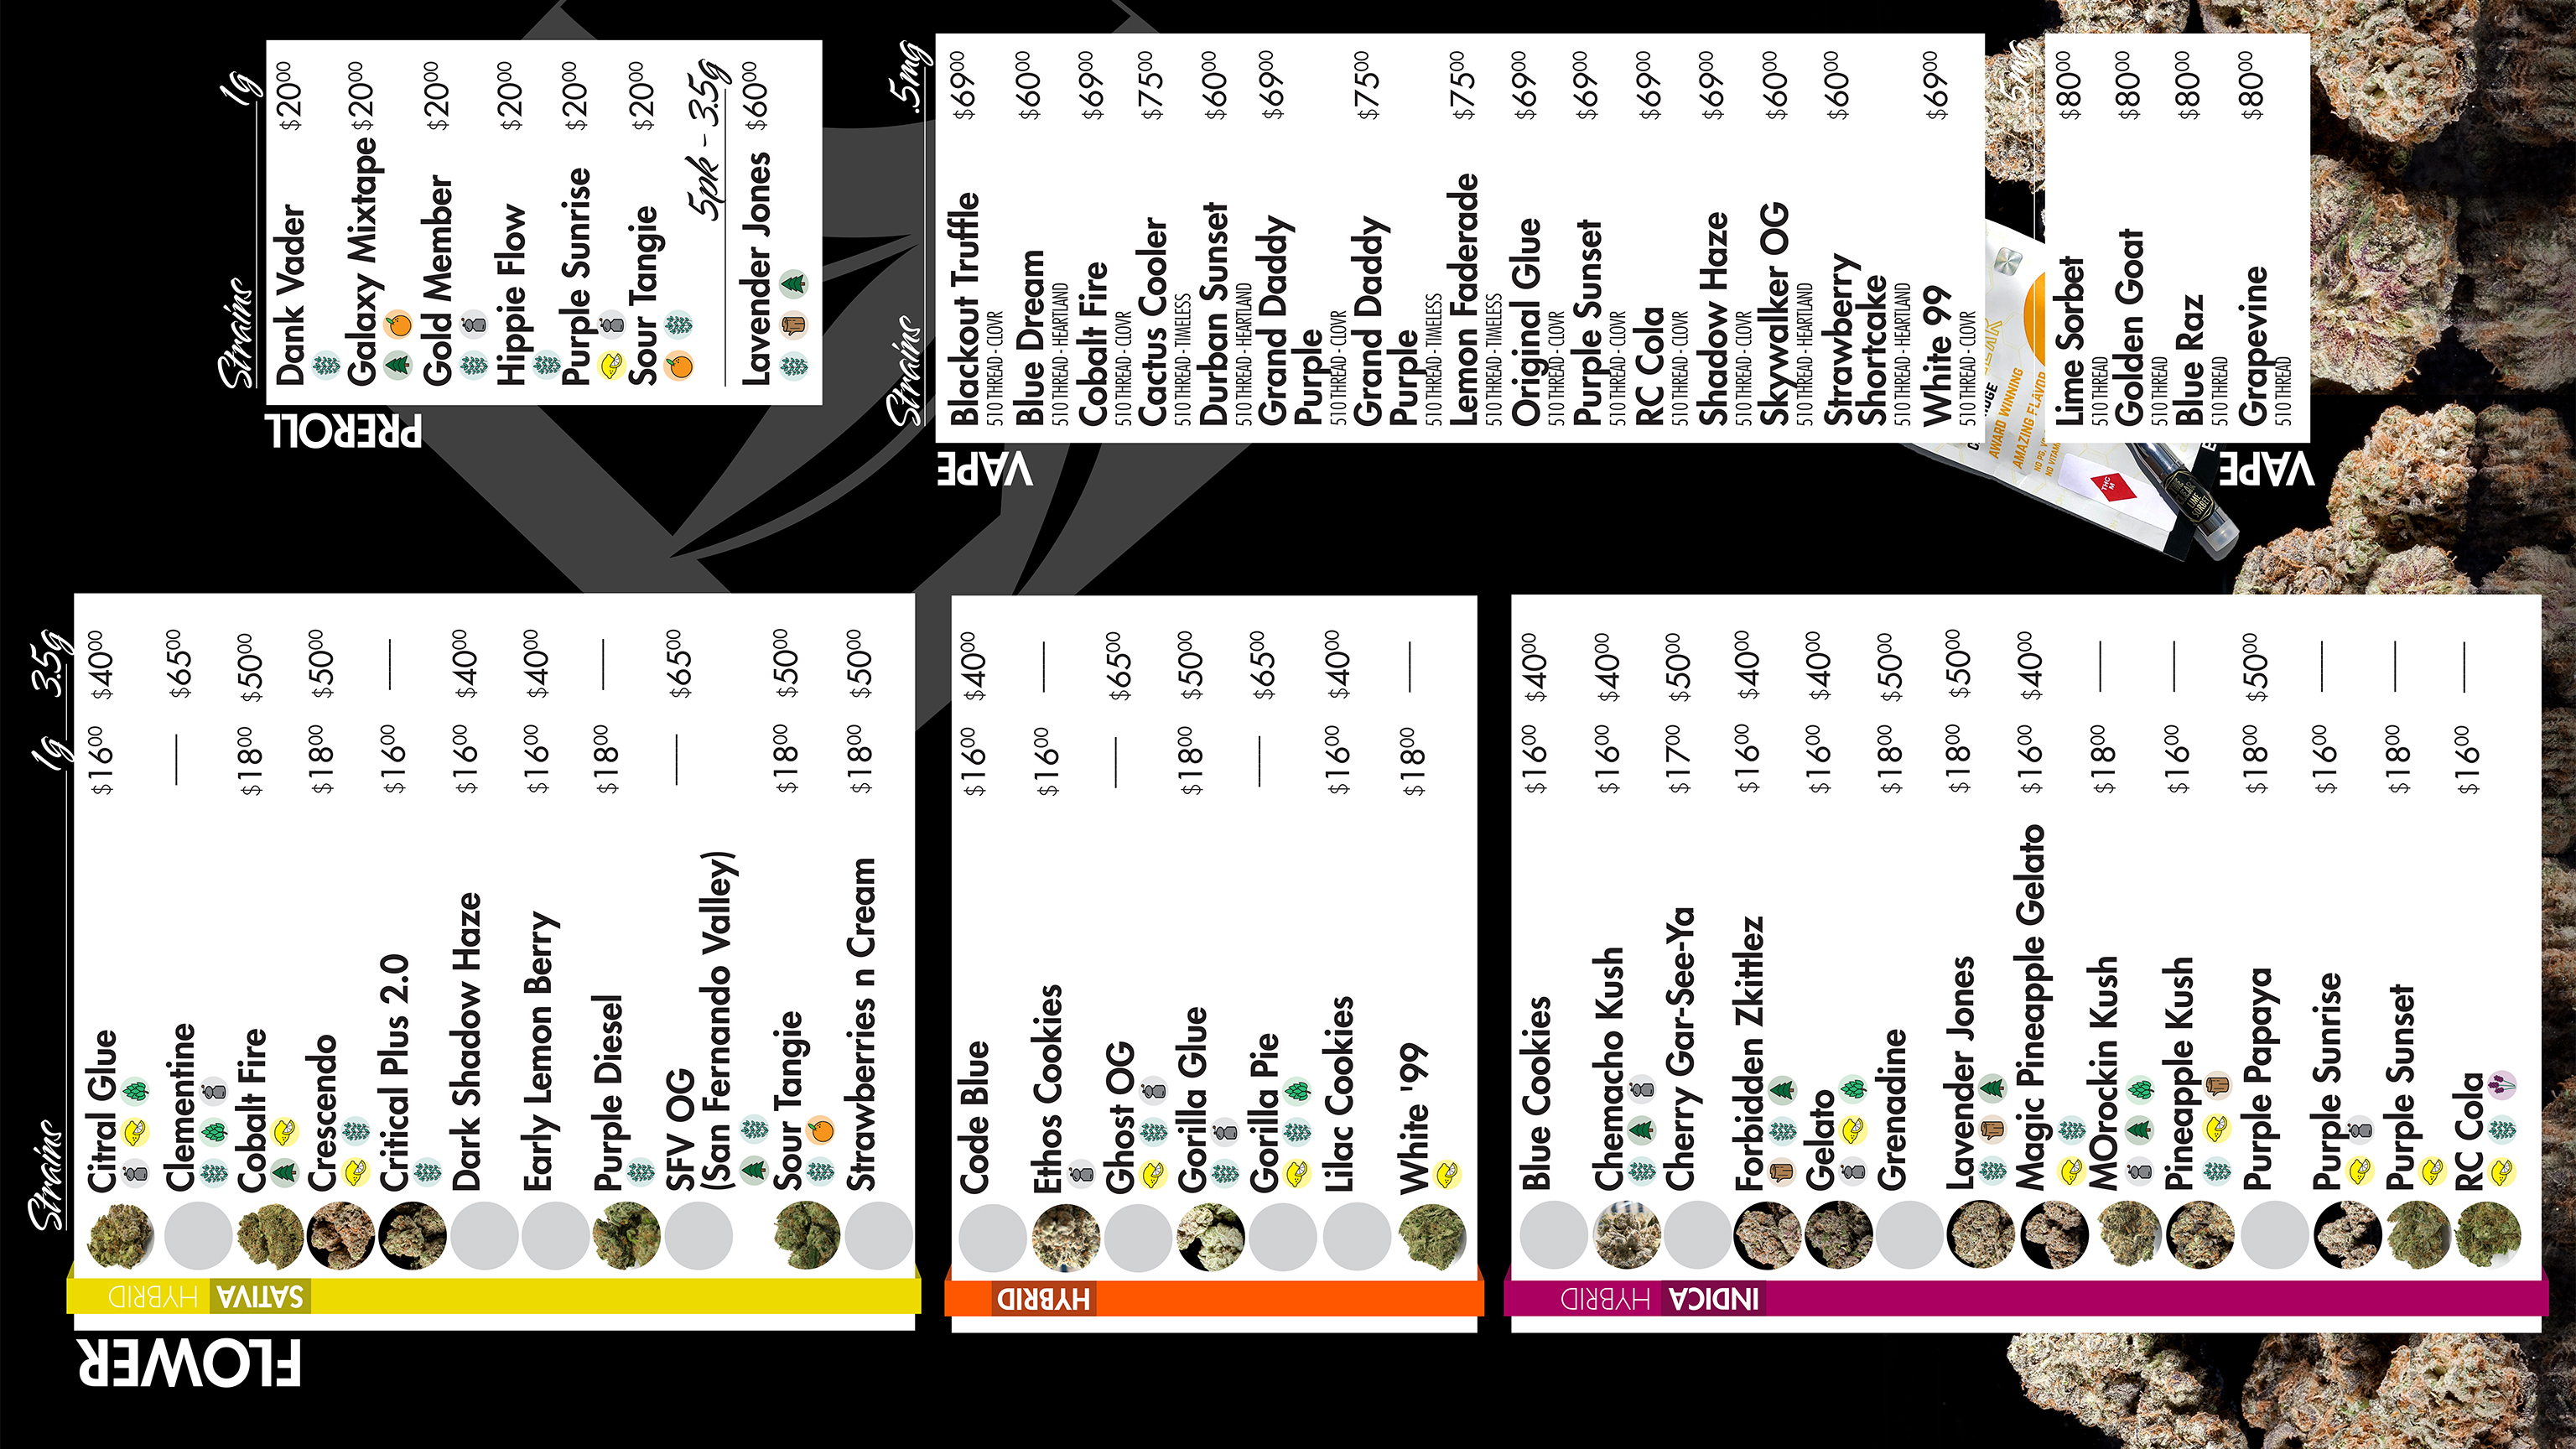 FLOWER
Strains 1g 3.5g
SATIVA HYBRID
Citral Glue $16.00 $40.00
Clementine — $65.00
Cobalt Fire $18.00 $50.00
Crescendo $18.00 $50.00
Critical Plus 2.0 $16.00 —
Dark Shadow Haze $16.00 $40.00
Early Lemon Berry $16.00 $40.00
Purple Diesel $18.00 —
SFV OG — $65.00
(San Fernando Valley)
Sour Tangie $18.00 $50.00
Strawberries n Cream $18.00 $50.00
HYBRID
Code Blue $16.00 $40.00
Ethos Cookies $16.00 —
Ghost OG — $65.00
Gorilla Glue $18.00 $50.00
Gorilla Pie — $65.00
Lilac Cookies $16.00 $40.00
White '99 $18.00 —
INDICA HYBRID
Blue Cookies $16.00 $40.00
Chemacho Kush $16.00 $40.00
Cherry Gar-See-Ya $17.00 $50.00
Forbidden Zkittlez $16.00 $40.00
Gelato $16.00 $40.00
Grenadine $18.00 $50.00
Lavender Jones $18.00 $50.00
Magic Pineapple Gelato $16.00 $40.00
MOrockin Kush $18.00 —
Pineapple Kush $16.00 —
Purple Papaya $18.00 $50.00
Purple Sunrise $16.00 —
Purple Sunset $18.00 —
RC Cola $16.00 —
PREROLL
Strains 1g
Dank Vader $20.00
Galaxy Mixtape $20.00
Gold Member $20.00
Hippie Flow $20.00
Purple Sunrise $20.00
Sour Tangie $20.00
5pk - 3.5g
Lavender Jones $60.00
VAPE
Strains .5mg
Blackout Truffle $69.00
510 THREAD - CLOVR
Blue Dream $60.00
510 THREAD - HEARTLAND
Cobalt Fire $69.00
510 THREAD - CLOVR
Cactus Cooler $75.00
510 THREAD - TIMELESS
Durban Sunset $60.00
510 THREAD - HEARTLAND
Grand Daddy $69.00
Purple
510 THREAD - CLOVR
Grand Daddy $75.00
Purple
510 THREAD - TIMELESS
Lemon Faderade $75.00
510 THREAD - TIMELESS
Original Glue $69.00
510 THREAD - CLOVR
Purple Sunset $69.00
510 THREAD - CLOVR
RC Cola $69.00
510 THREAD - CLOVR
Shadow Haze $69.00
510 THREAD - CLOVR
Skywalker OG $60.00
510 THREAD - HEARTLAND
Strawberry $60.00
Shortcake
510 THREAD - HEARTLAND
White 99 $69.00
510 THREAD - CLOVR
AWARD WINNING
AMAZING FLAVOR
THC
M
LIME
SORBET
VAPE
.5mg
Lime Sorbet $80.00
510 THREAD
Golden Goat $80.00
510 THREAD
Blue Raz $80.00
510 THREAD
Grapevine $80.00
510 THREAD